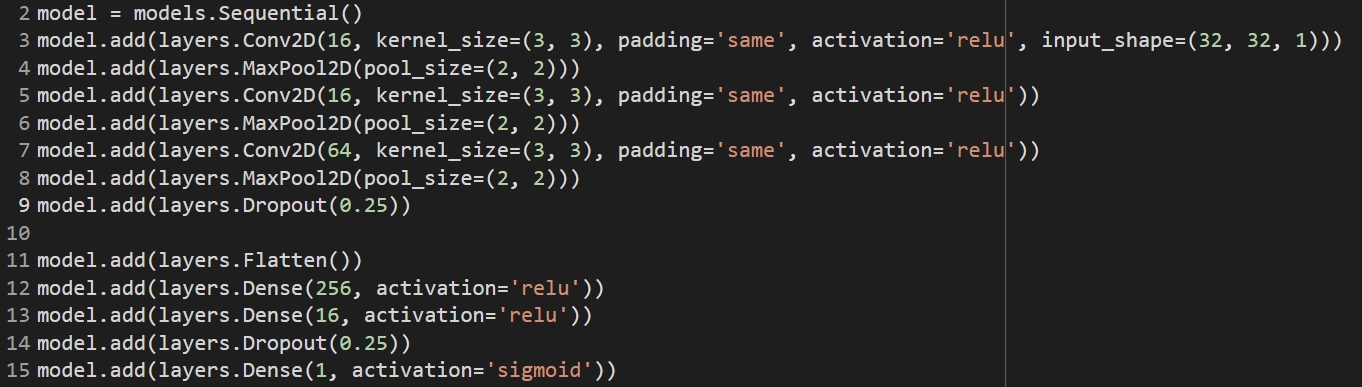 2 model = models.Sequential()
3 model.add(layers.Conv2D(16, kernel_size=(3, 3), padding='same', activation='relu', input_shape=(32, 32, 1)))
4 model.add(layers.MaxPool2D(pool_size=(2, 2)))
5 model.add(layers.Conv2D(16, kernel_size=(3, 3), padding='same', activation='relu'))
6 model.add(layers.MaxPool2D(pool_size=(2, 2)))
7 model.add(layers.Conv2D(64, kernel_size=(3, 3), padding='same', activation='relu'))
8 model.add(layers.MaxPool2D(pool_size=(2, 2)))
9 model.add(layers.Dropout(0.25))
10
11 model.add(layers.Flatten())
12 model.add(layers.Dense(256, activation='relu'))
13 model.add(layers.Dense(16, activation='relu'))
14 model.add(layers.Dropout(0.25))
15 model.add(layers.Dense(1, activation='sigmoid'))